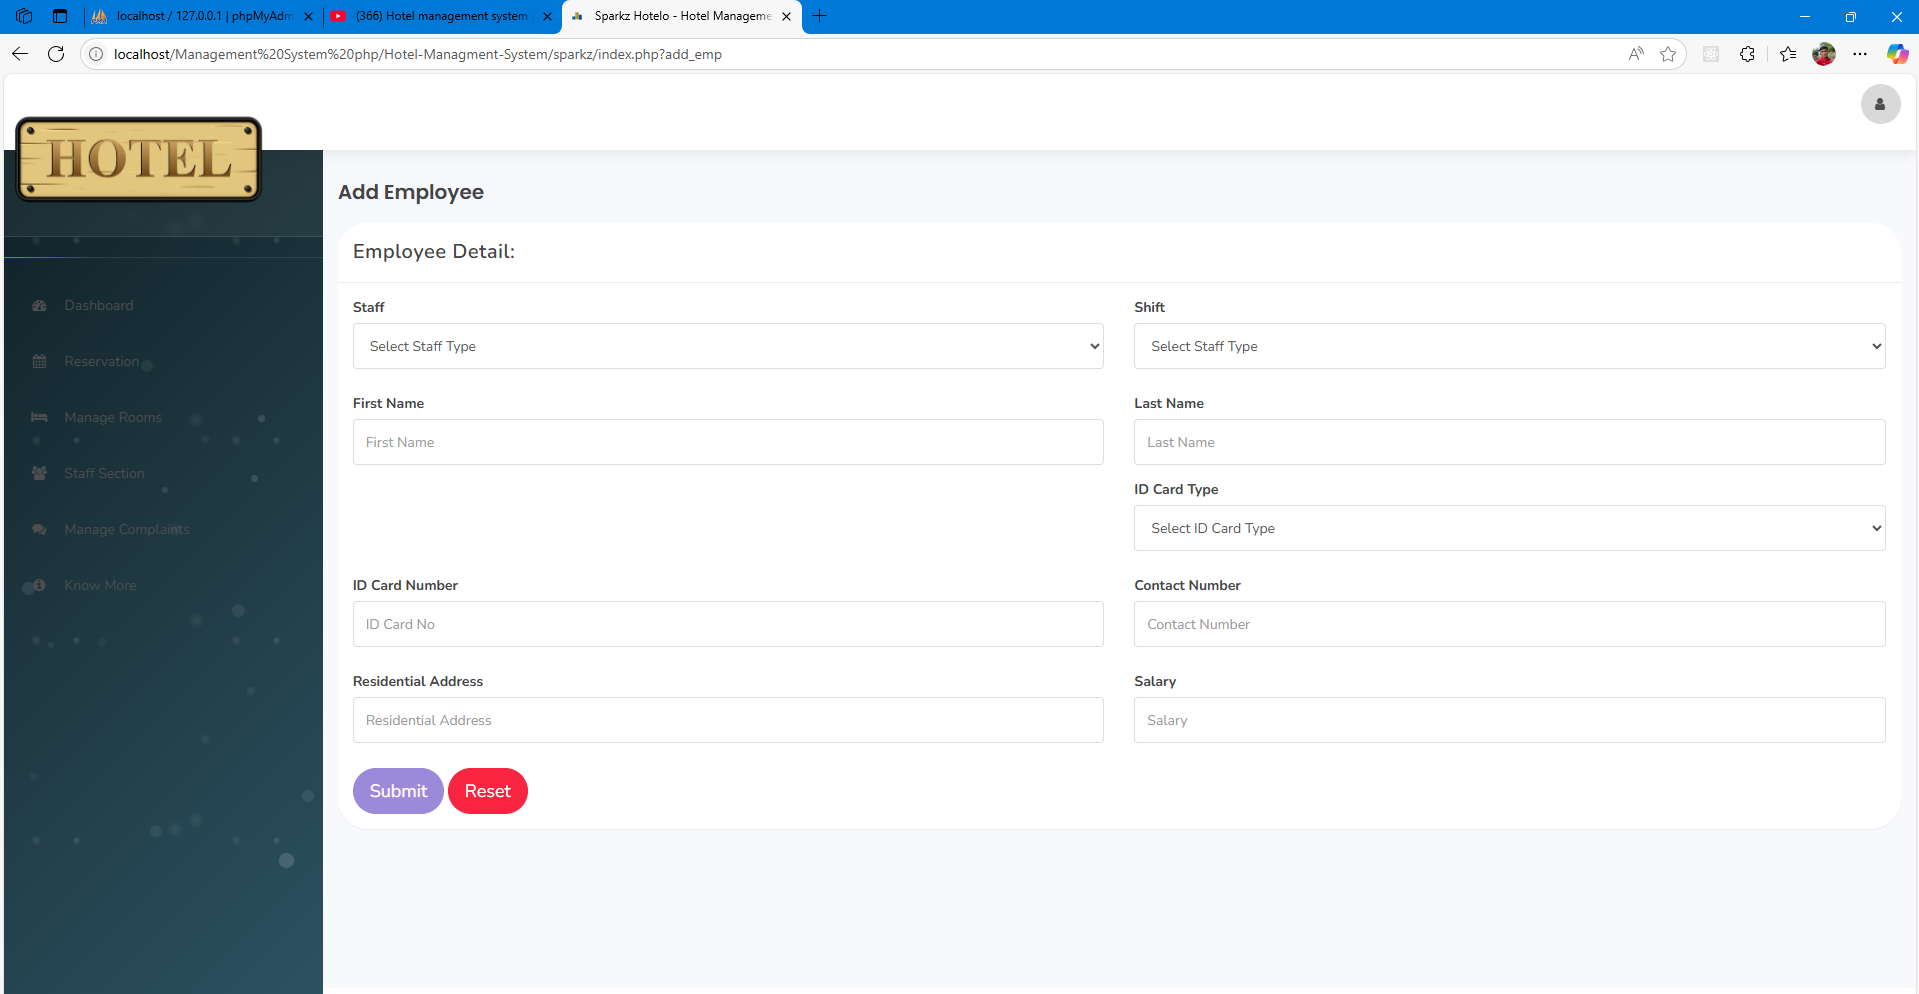 localhost / 127.0.0.1 | phpMyAdm
(366) Hotel management system
Sparkz Hotelo - Hotel Manageme
localhost/Management%20System%20php/Hotel-Managment-System/sparkz/index.php?add_emp
HOTEL
Dashboard
Reservation
Manage Rooms
Staff Section
Manage Complaints
Know More
Add Employee
Employee Detail:
Staff
Shift
Select Staff Type
Select Staff Type
First Name
Last Name
First Name
Last Name
ID Card Type
Select ID Card Type
ID Card Number
Contact Number
ID Card No
Contact Number
Residential Address
Salary
Residential Address
Salary
Submit
Reset